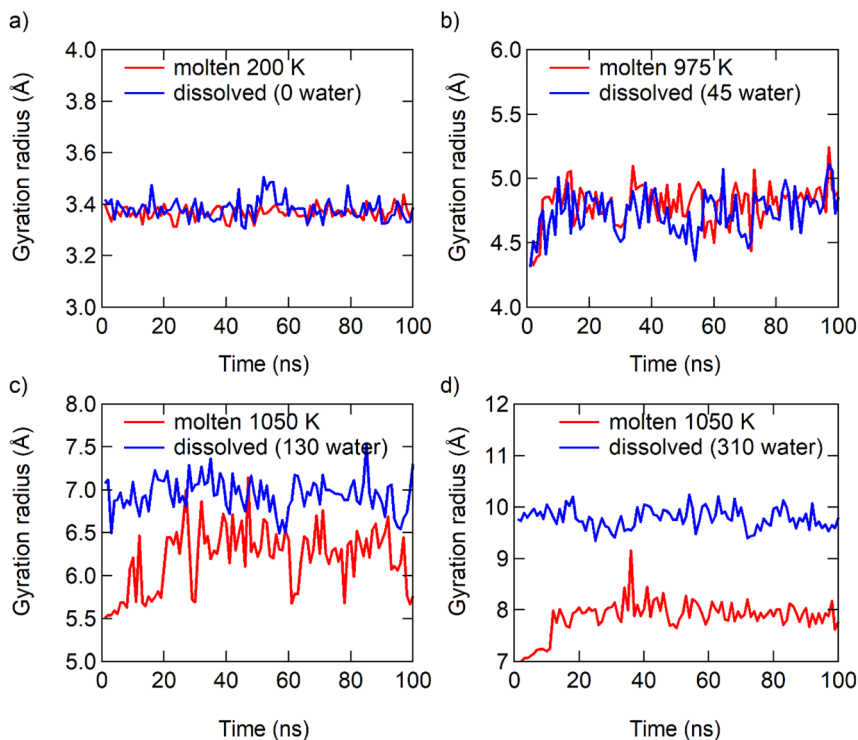 a)
4.0
3.8
3.6
3.4
3.2
3.0
Gyration radius (Å)
molten 200 K
dissolved (0 water)
0
20
40
60
80
100
Time (ns)
b)
6.0
5.5
5.0
4.5
4.0
Gyration radius (Å)
molten 975 K
dissolved (45 water)
0
20
40
60
80
100
Time (ns)
c)
8.0
7.5
7.0
6.5
6.0
5.5
5.0
Gyration radius (Å)
molten 1050 K
dissolved (130 water)
0
20
40
60
80
100
Time (ns)
d)
12
11
10
9
8
7
Gyration radius (Å)
molten 1050 K
dissolved (310 water)
0
20
40
60
80
100
Time (ns)